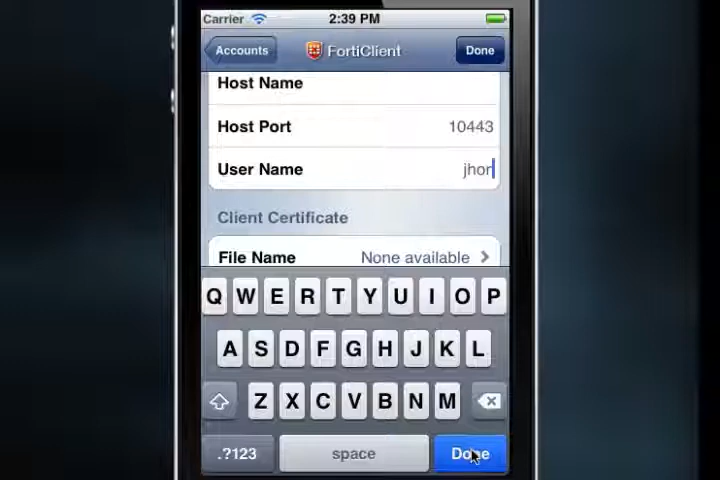 Carrier 2:39 PM
Accounts FortiClient Done
Host Name
Host Port 10443
User Name jhor
Client Certificate
File Name None available
Q W E R T Y U I O P
A S D F G H J K L
Z X C V B N M
.?123 space Done